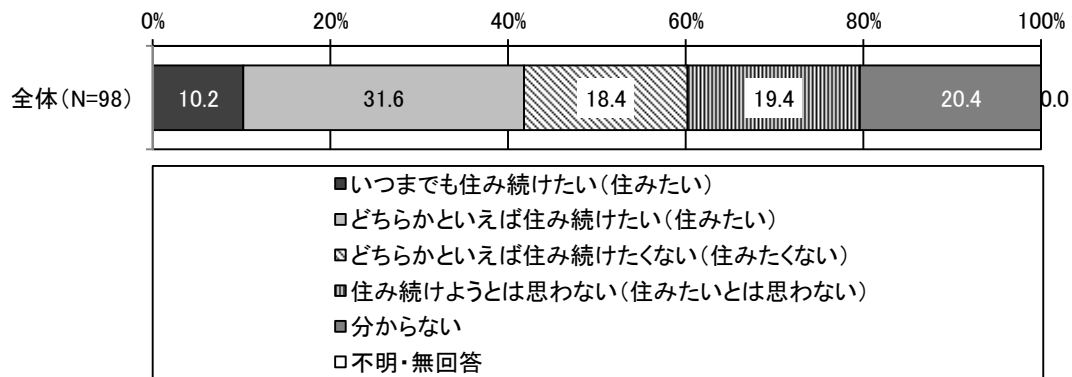 0% 20% 40% 60% 80% 100%
全体(N=98) 10.2 31.6 18.4 19.4 20.4 0.0
いつまでも住み続けたい(住みたい)
どちらかといえば住み続けたい(住みたい)
どちらかといえば住み続けたくない(住みたくない)
住み続けようとは思わない(住みたいとは思わない)
分からない
不明・無回答